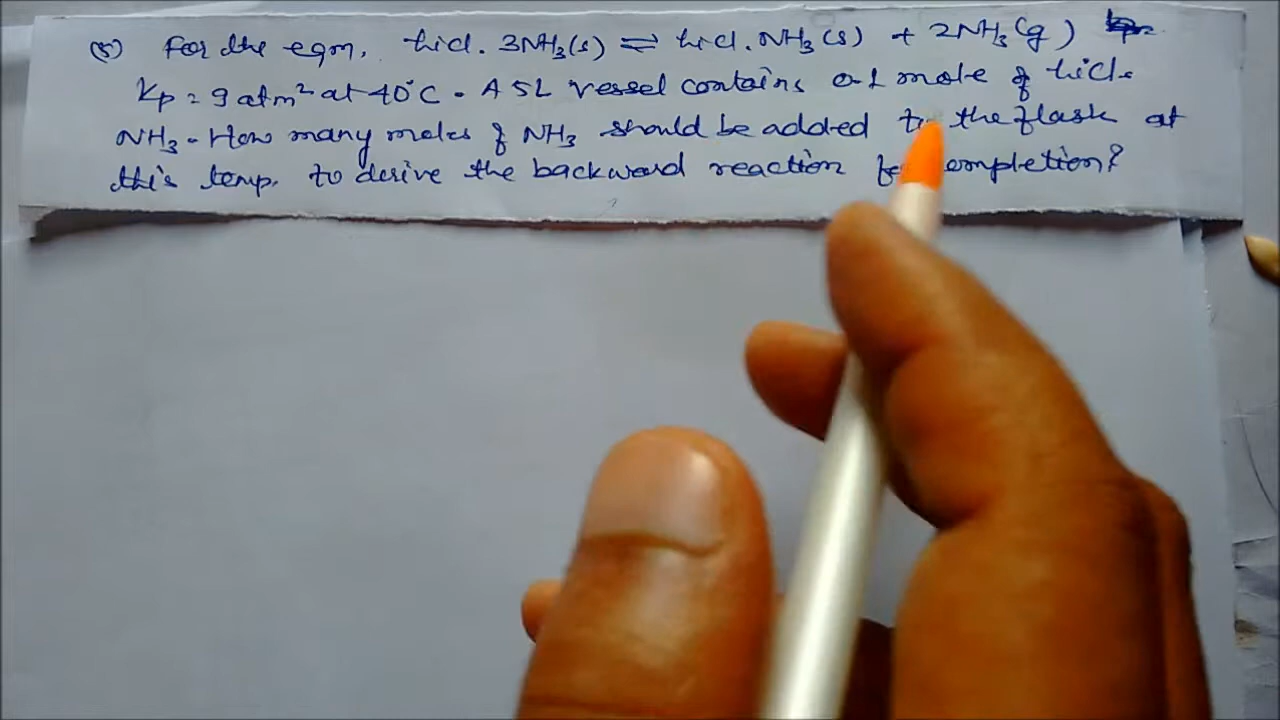 (5) For the eqm, LiCl. 3NH₃(s) ⇌ LiCl. NH₃(s) + 2NH₃(g)
Kp = 9 atm² at 40°C. A 5L vessel contains 0.1 mole of LiCl.
NH₃. How many moles of NH₃ should be added to the flask at
this temp. to derive the backward reaction completion?